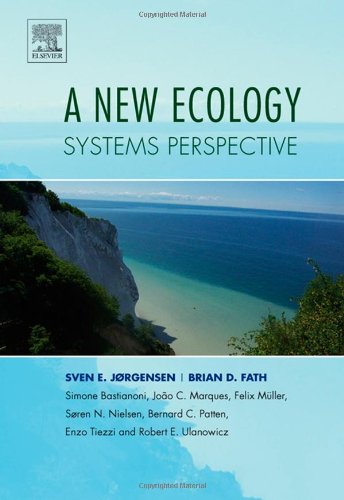 ELSEVIER
A NEW ECOLOGY
SYSTEMS PERSPECTIVE
SVEN E. JØRGENSEN | BRIAN D. FATH
Simone Bastianoni, João C. Marques, Felix Müller,
Søren N. Nielsen, Bernard C. Patten,
Enzo Tiezzi and Robert E. Ulanowicz